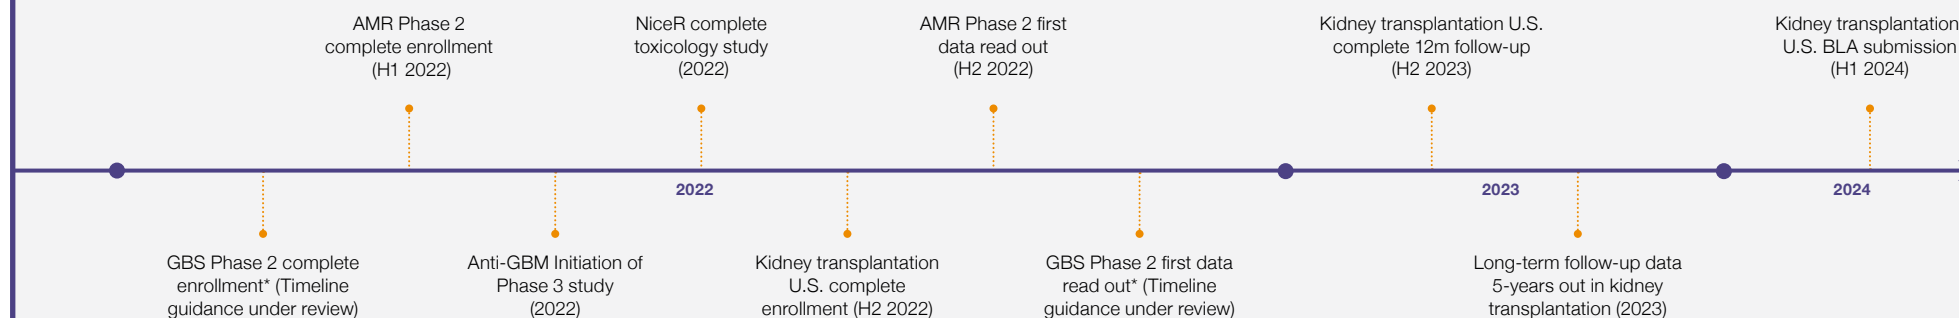 AMR Phase 2
complete enrollment
(H1 2022)
NiceR complete
toxicology study
(2022)
AMR Phase 2 first
data read out
(H2 2022)
Kidney transplantation U.S.
complete 12m follow-up
(H2 2023)
Kidney transplantation
U.S. BLA submission
(H1 2024)
2022
2023
2024
GBS Phase 2 complete
enrollment* (Timeline
guidance under review)
Anti-GBM Initiation of
Phase 3 study
(2022)
Kidney transplantation
U.S. complete
enrollment (H2 2022)
GBS Phase 2 first data
read out* (Timeline
guidance under review)
Long-term follow-up data
5-years out in kidney
transplantation (2023)